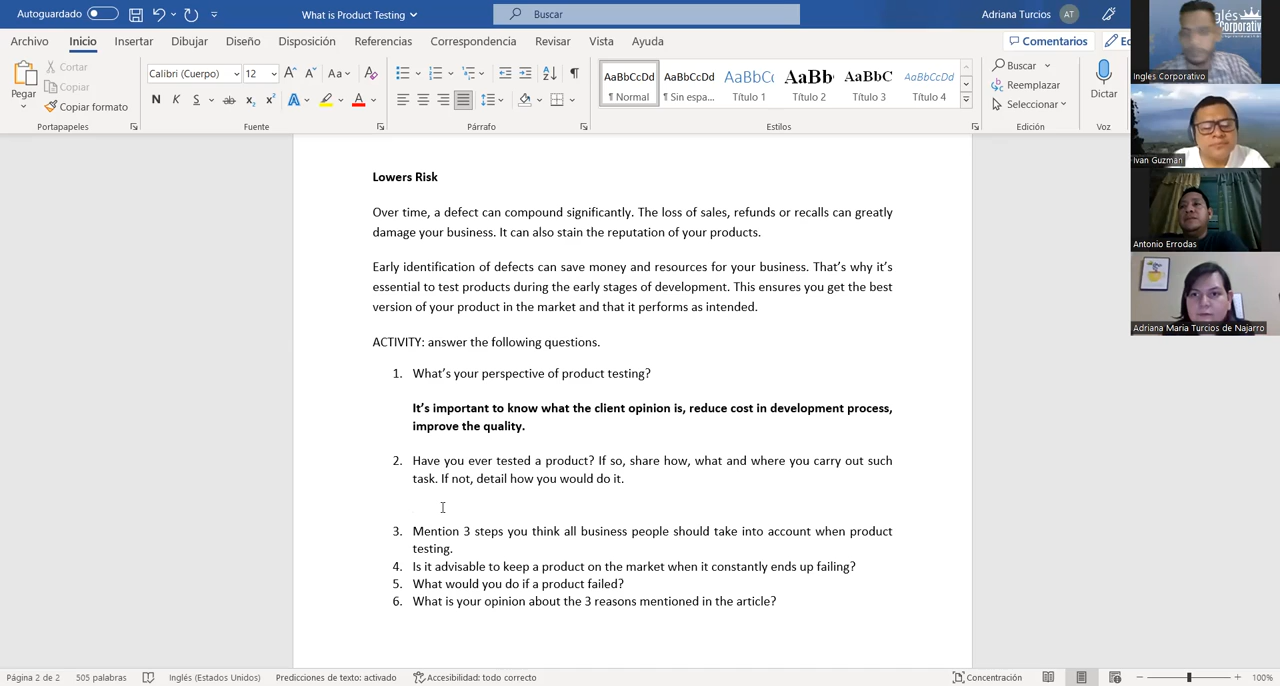 Autoguardado
What is Product Testing
Buscar
Adriana Turcios
AT
Archivo
Inicio
Insertar
Dibujar
Diseño
Disposición
Referencias
Correspondencia
Revisar
Vista
Ayuda
Comentarios
Pegar
Cortar
Copiar
Copiar formato
Portapapeles
Calibri (Cuerpo)
12
Fuente
Párrafo
AaBbCcDd
¶ Normal
AaBbCcDd
¶ Sin espa...
AaBbCc
Título 1
AaBb
Título 2
AaBbC
Título 3
AaBbCcDd
Título 4
Estilos
Buscar
Reemplazar
Seleccionar
Edición
Dictar
Voz
Lowers Risk
Over time, a defect can compound significantly. The loss of sales, refunds or recalls can greatly
damage your business. It can also stain the reputation of your products.
Early identification of defects can save money and resources for your business. That's why it's
essential to test products during the early stages of development. This ensures you get the best
version of your product in the market and that it performs as intended.
ACTIVITY: answer the following questions.
1. What's your perspective of product testing?
It's important to know what the client opinion is, reduce cost in development process,
improve the quality.
2. Have you ever tested a product? If so, share how, what and where you carry out such
task. If not, detail how you would do it.
3. Mention 3 steps you think all business people should take into account when product
testing.
4. Is it advisable to keep a product on the market when it constantly ends up failing?
5. What would you do if a product failed?
6. What is your opinion about the 3 reasons mentioned in the article?
Ingles Corporativo
Ivan Guzmán
Antonio Errodas
Adriana Maria Turcios de Najarro
Página 2 de 2
505 palabras
Inglés (Estados Unidos)
Predicciones de texto: activado
Accesibilidad: todo correcto
Concentración
100%